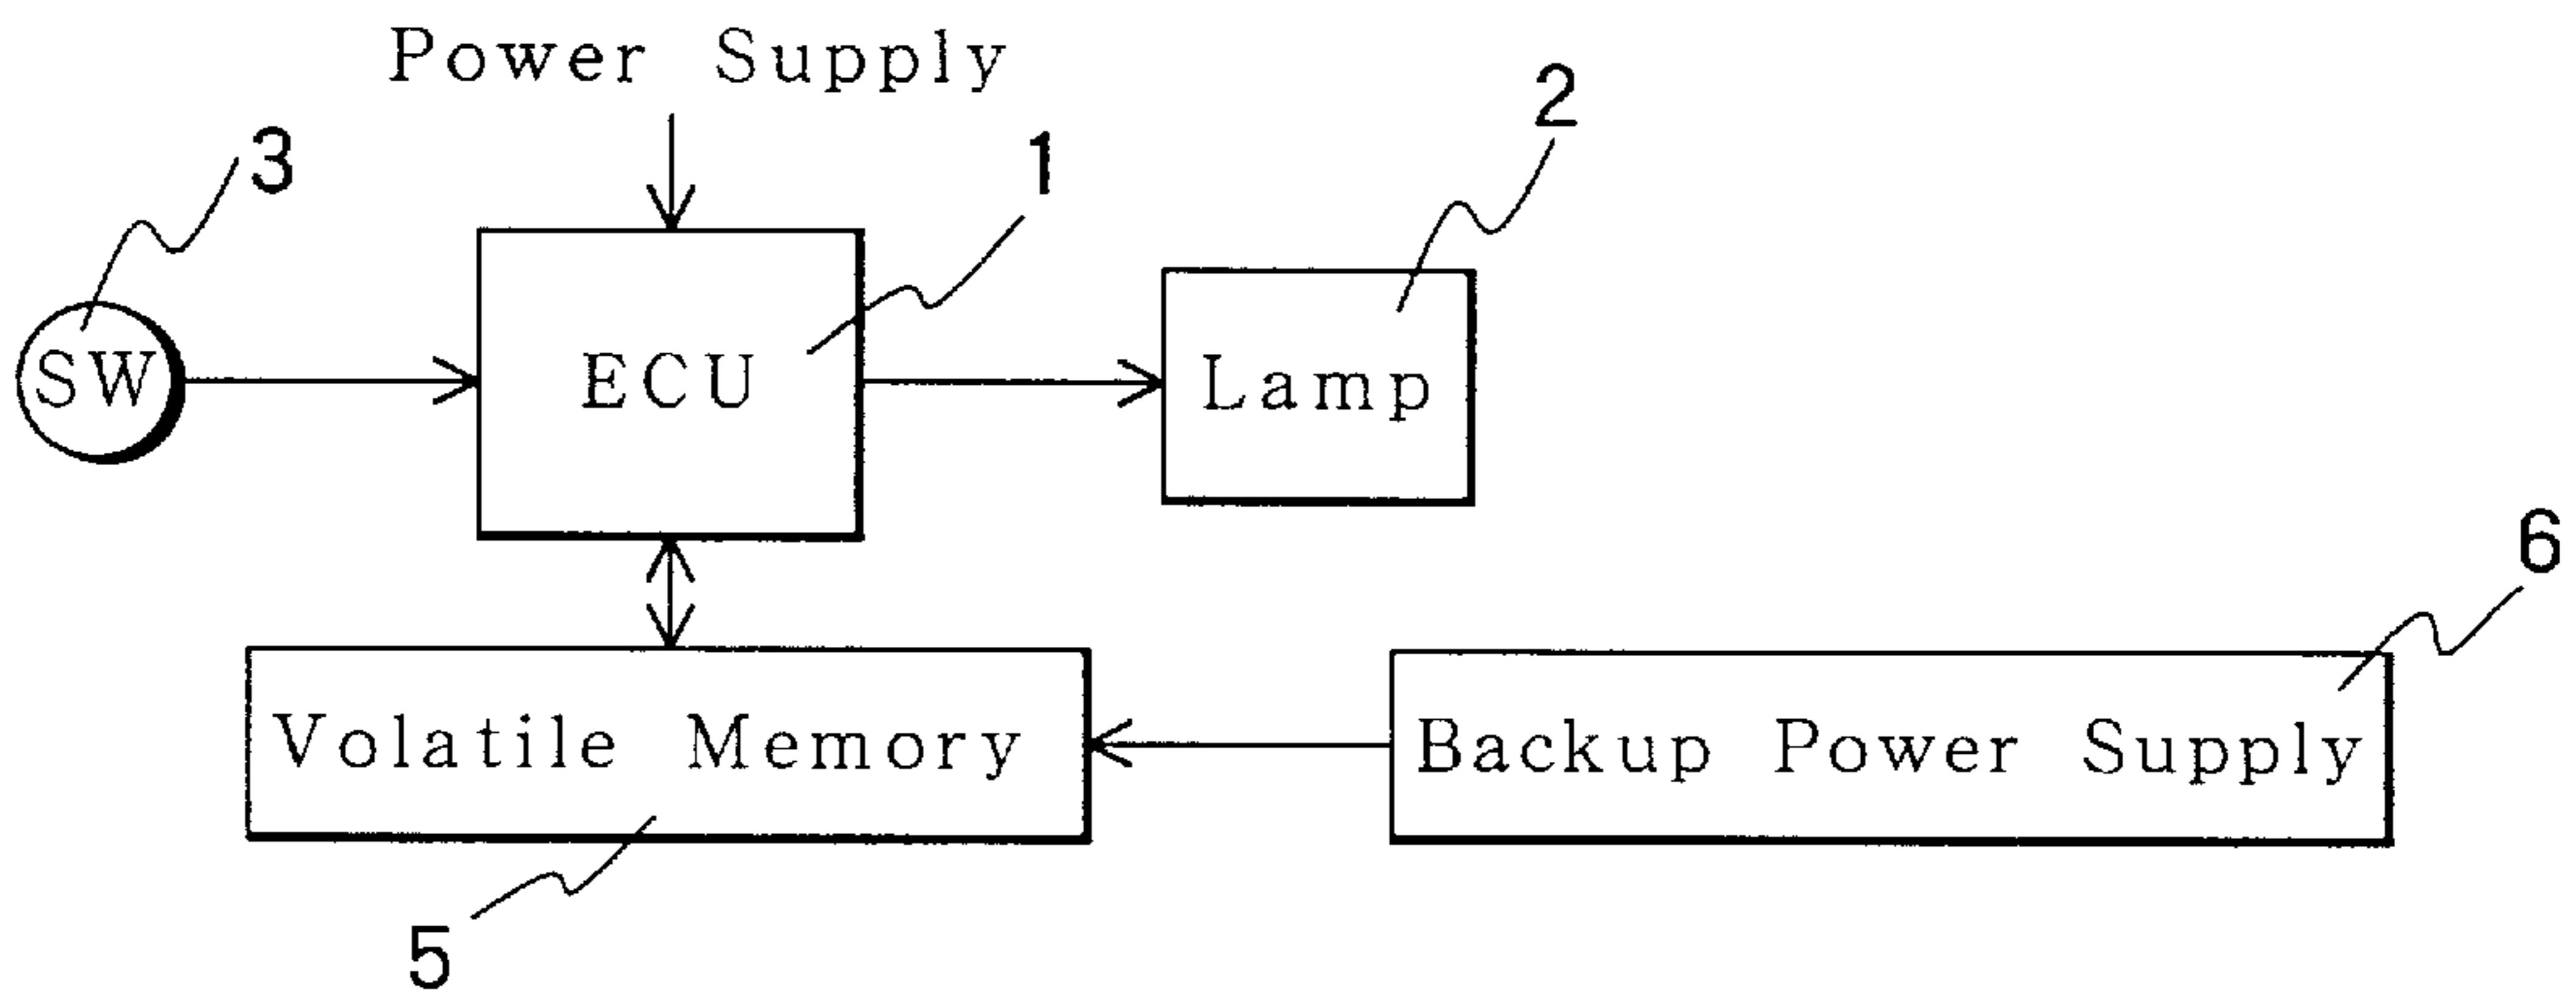 Power Supply
2
3
1
SW
ECU
Lamp
6
Volatile Memory
Backup Power Supply
5